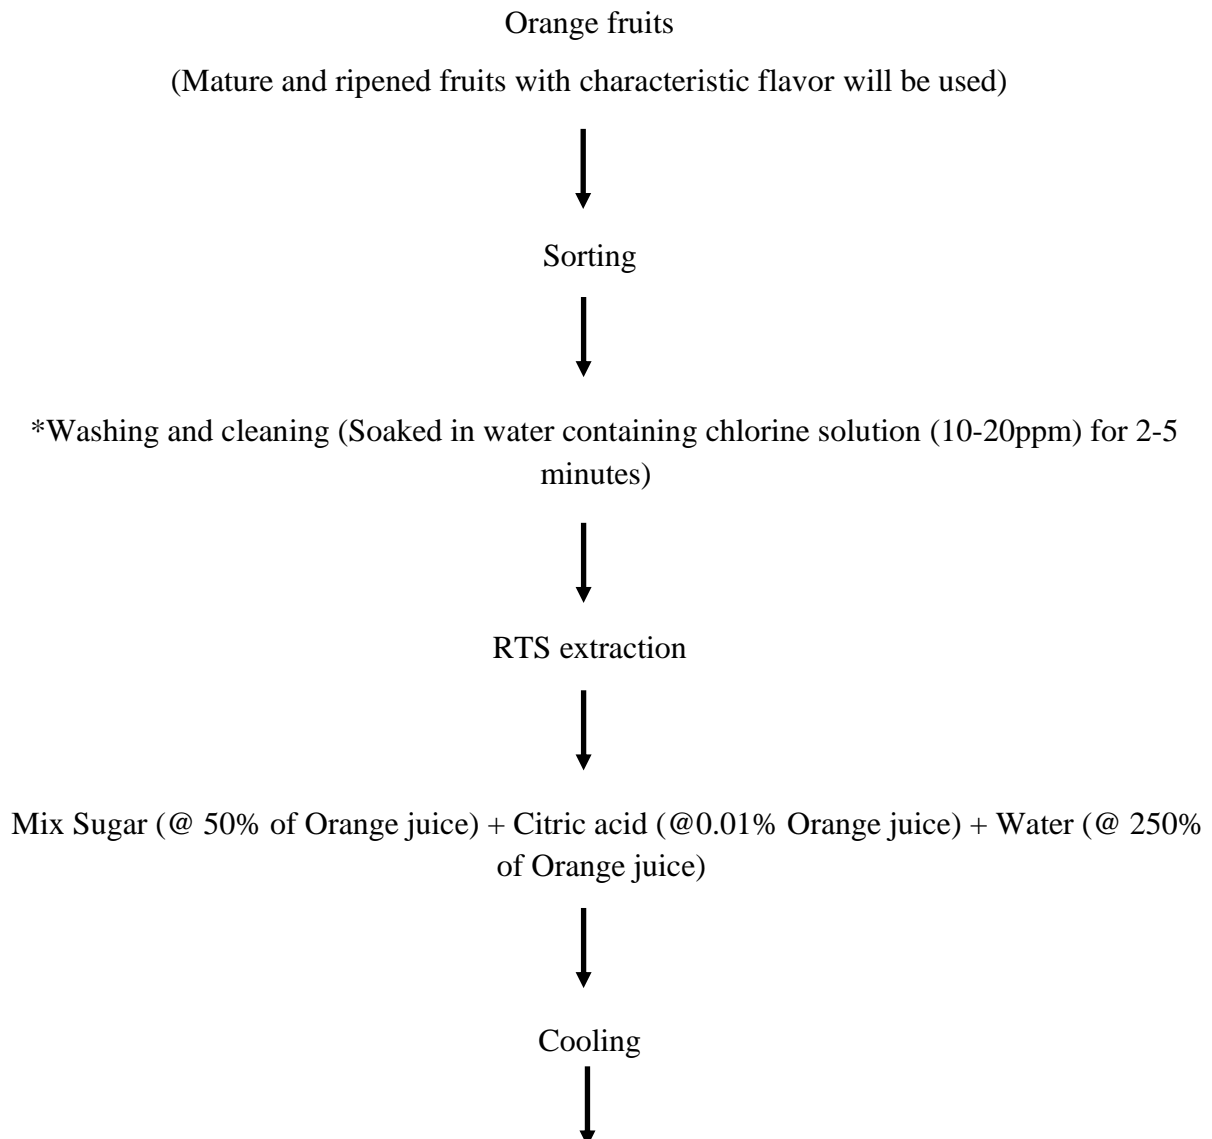 Orange fruits
(Mature and ripened fruits with characteristic flavor will be used)
Sorting
*Washing and cleaning (Soaked in water containing chlorine solution (10-20ppm) for 2-5
minutes)
RTS extraction
Mix Sugar (@ 50% of Orange juice) + Citric acid (@0.01% Orange juice) + Water (@ 250%
of Orange juice)
Cooling